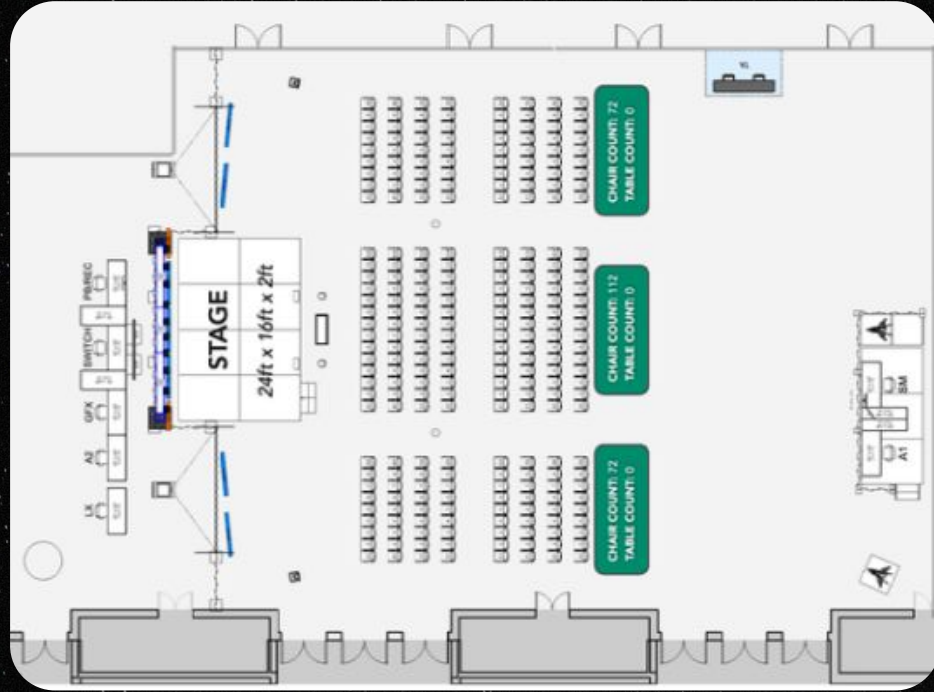 PB/REC
SWITCH
GFX
A2
LX
STAGE
24ft x 16ft x 2ft
CHAIR COUNT: 72
TABLE COUNT: 0
CHAIR COUNT: 112
TABLE COUNT: 0
CHAIR COUNT: 72
TABLE COUNT: 0
SM
A1